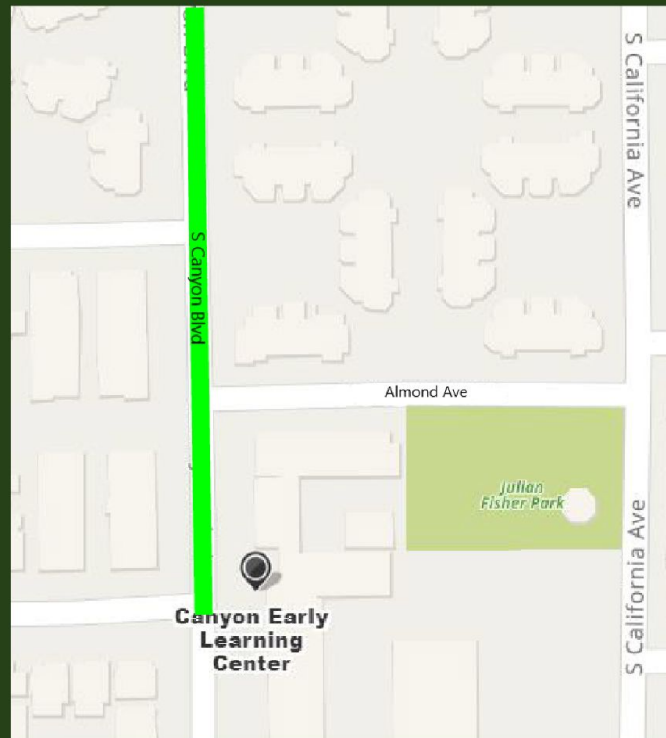 S California Ave
S Canyon Blvd
Almond Ave
Julian
Fisher Park
S California Ave
Canyon Early
Learning
Center